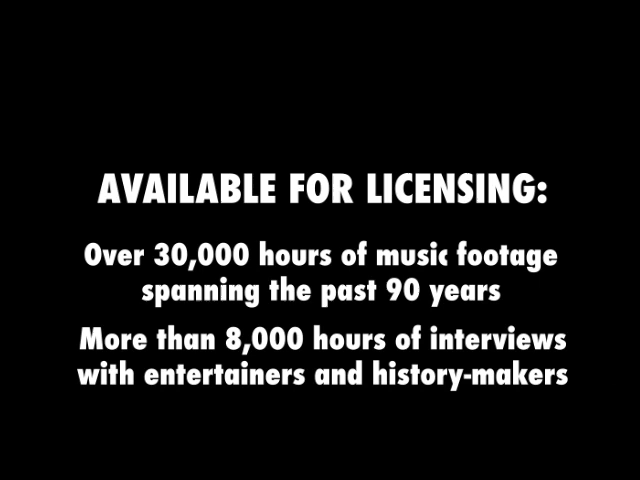 AVAILABLE FOR LICENSING:
Over 30,000 hours of music footage
spanning the past 90 years
More than 8,000 hours of interviews
with entertainers and history-makers